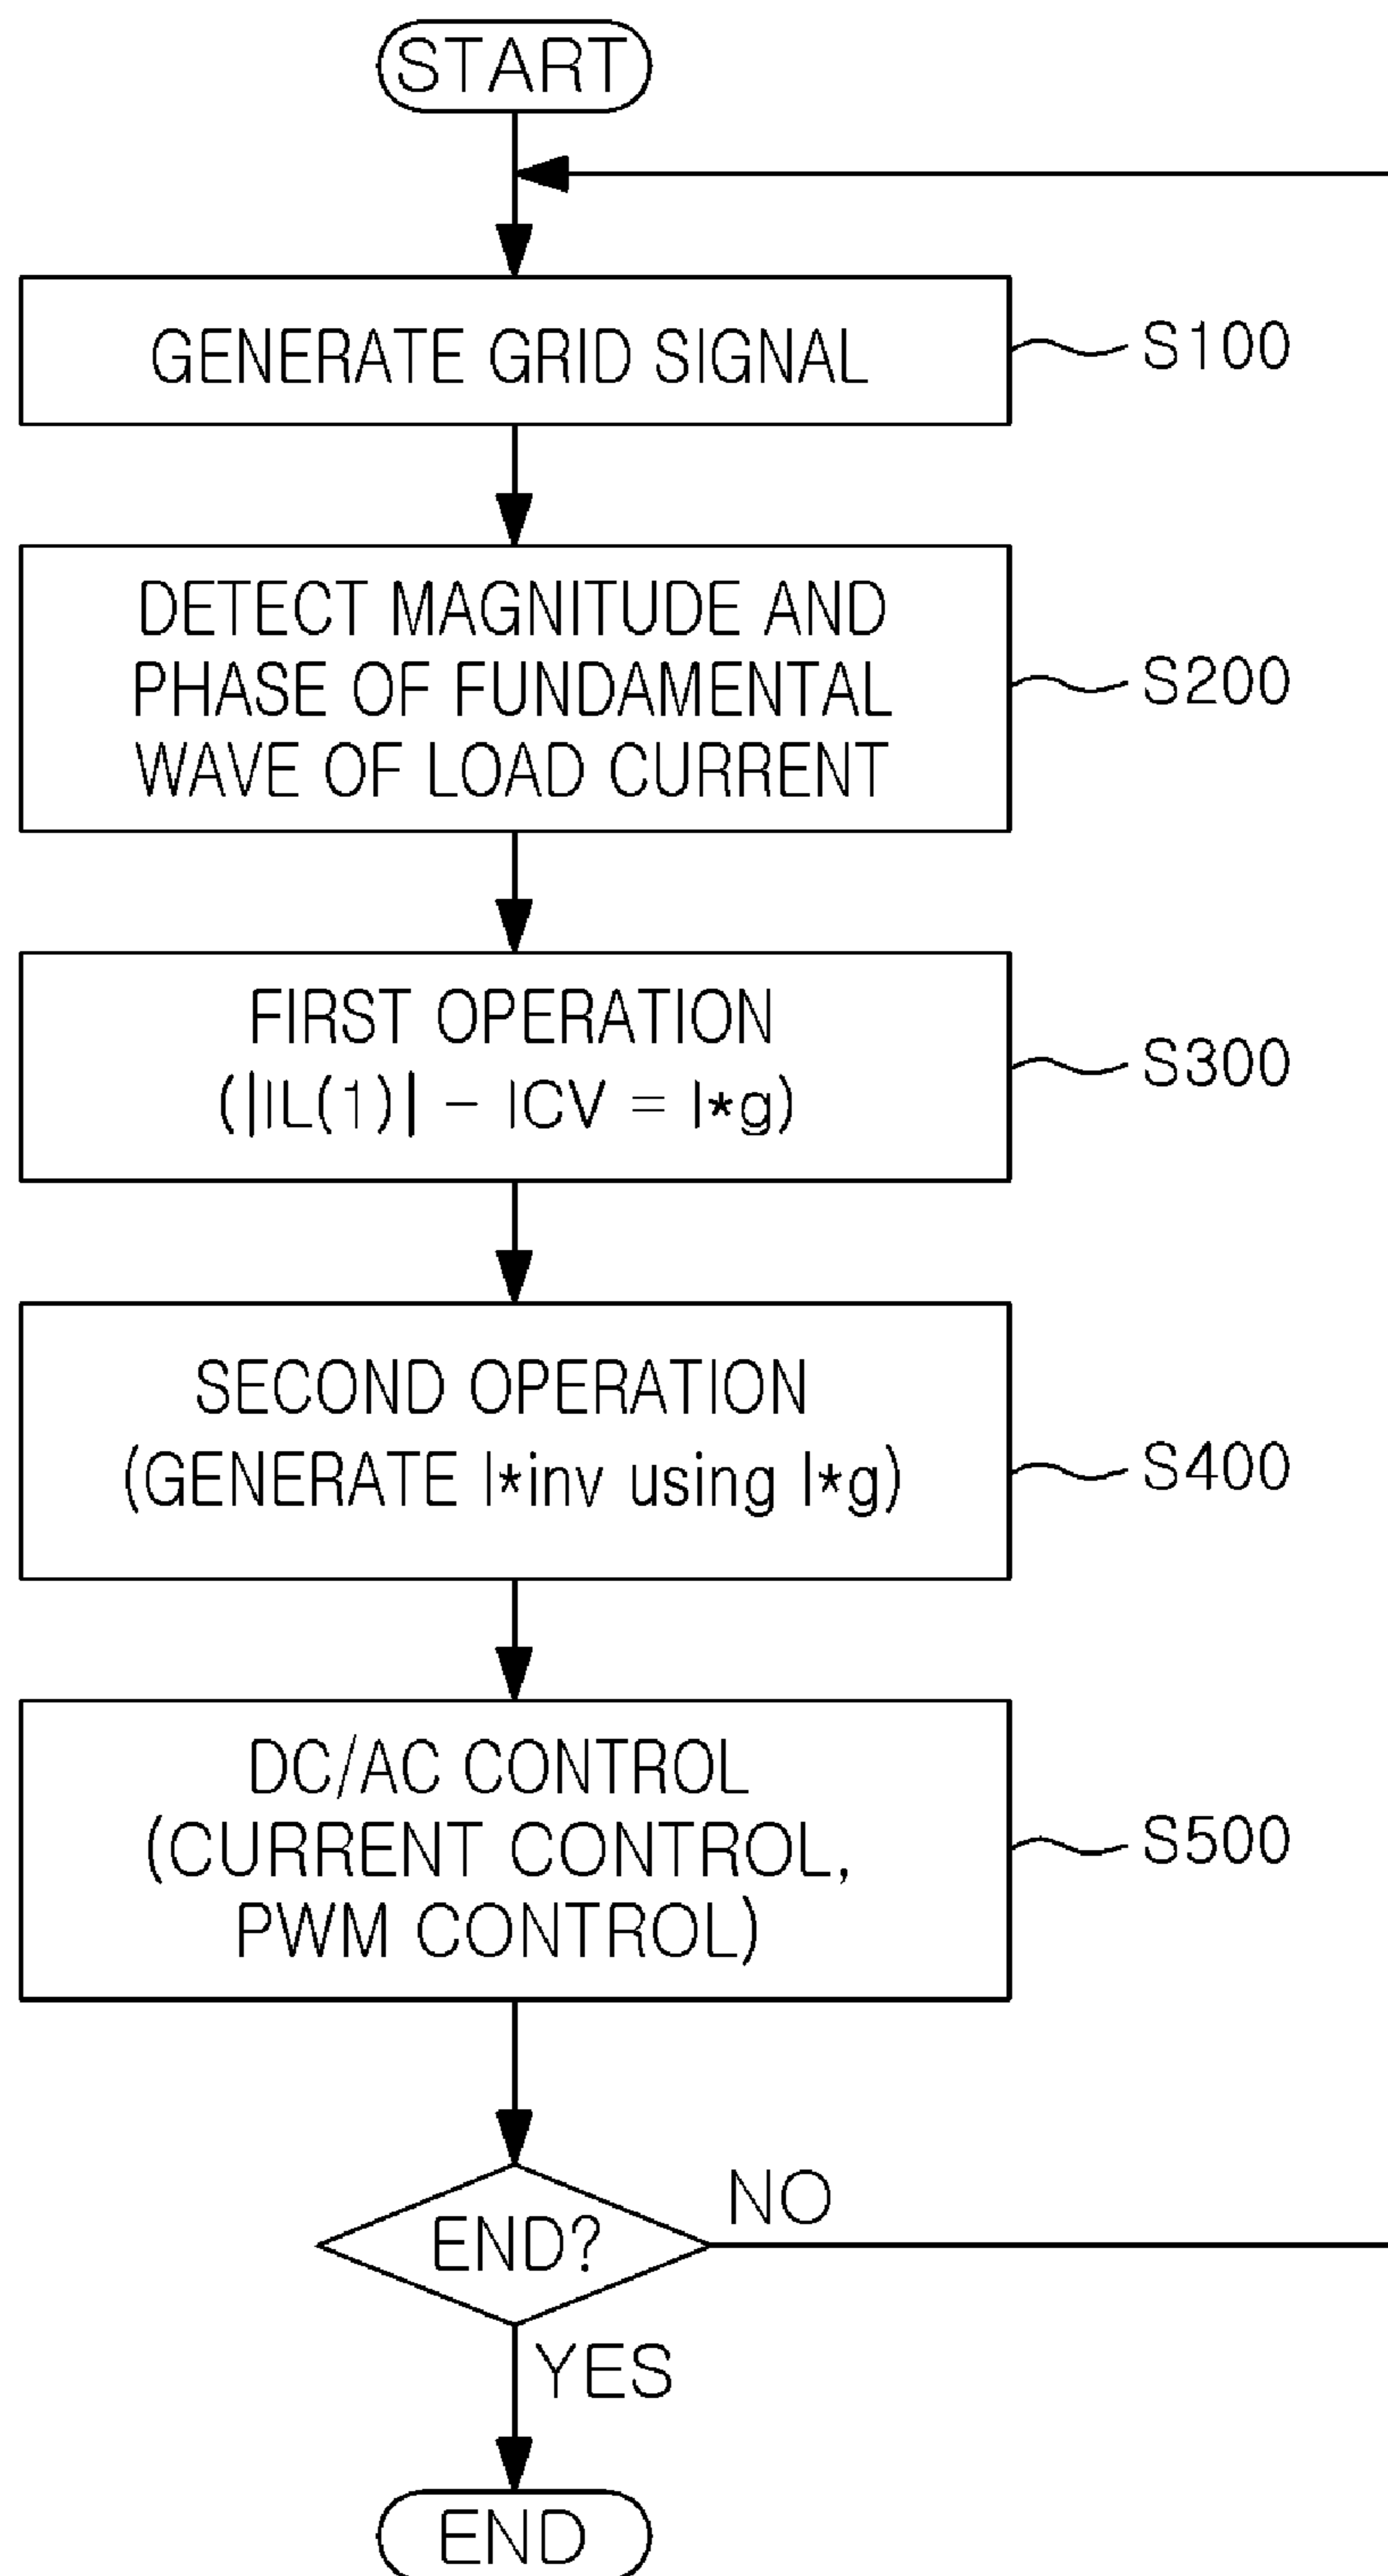 START
GENERATE GRID SIGNAL
S100
DETECT MAGNITUDE AND
PHASE OF FUNDAMENTAL
WAVE OF LOAD CURRENT
S200
FIRST OPERATION
(|IL(1)| - ICV = I*g)
S300
SECOND OPERATION
(GENERATE I*inv using I*g)
S400
DC/AC CONTROL
(CURRENT CONTROL,
PWM CONTROL)
S500
END?
NO
YES
END